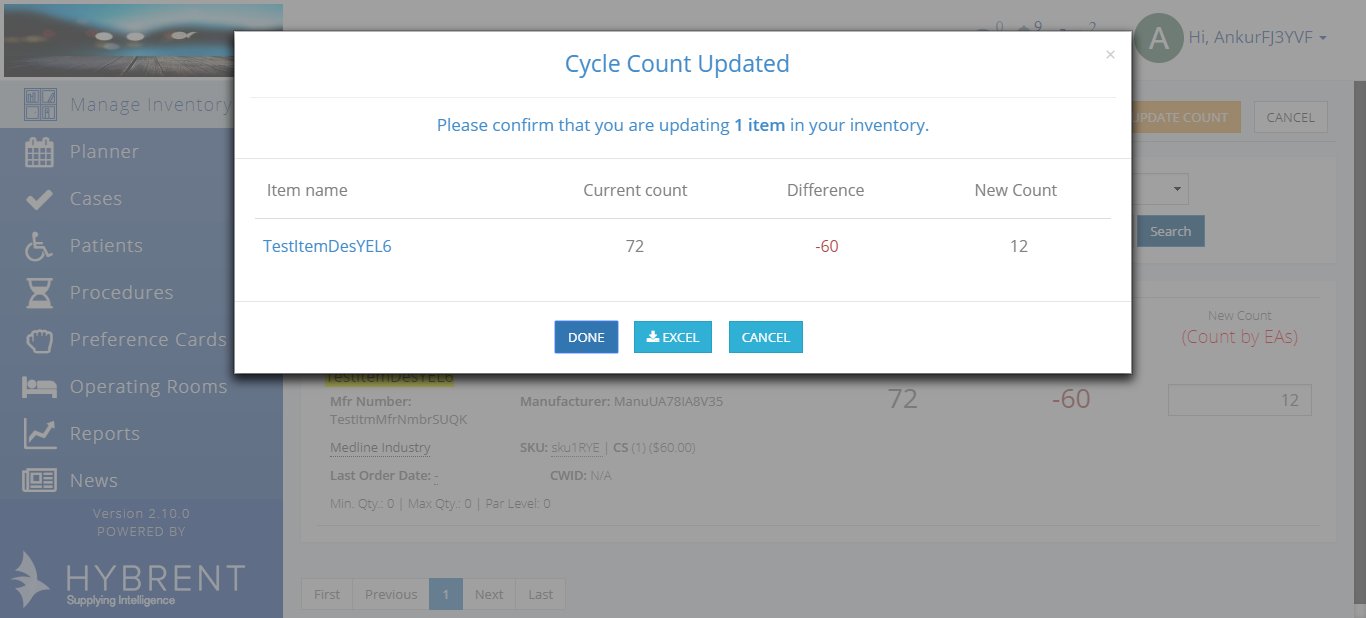 0 9 2
A Hi, AnkurFJ3YVF
Cycle Count Updated
×
Please confirm that you are updating 1 item in your inventory.
Item name Current count Difference New Count
TestItemDesYEL6 72 -60 12
DONE EXCEL CANCEL
Manage Inventory
Planner
Cases
Patients
Procedures
Preference Cards
Operating Rooms
Reports
News
Version 2.10.0
POWERED BY
HYBRENT
Supplying Intelligence
UPDATE COUNT CANCEL
Search
New Count
(Count by EAs)
TestItemDesYEL6
72 -60 12
Mfr Number: Manufacturer: ManuUA78IA8V35
TestItmMfrNmbrSUQK
Medline Industry SKU: sku1RYE | CS (1) ($60.00)
Last Order Date: - CWID: N/A
Min. Qty.: 0 | Max Qty.: 0 | Par Level: 0
First Previous 1 Next Last